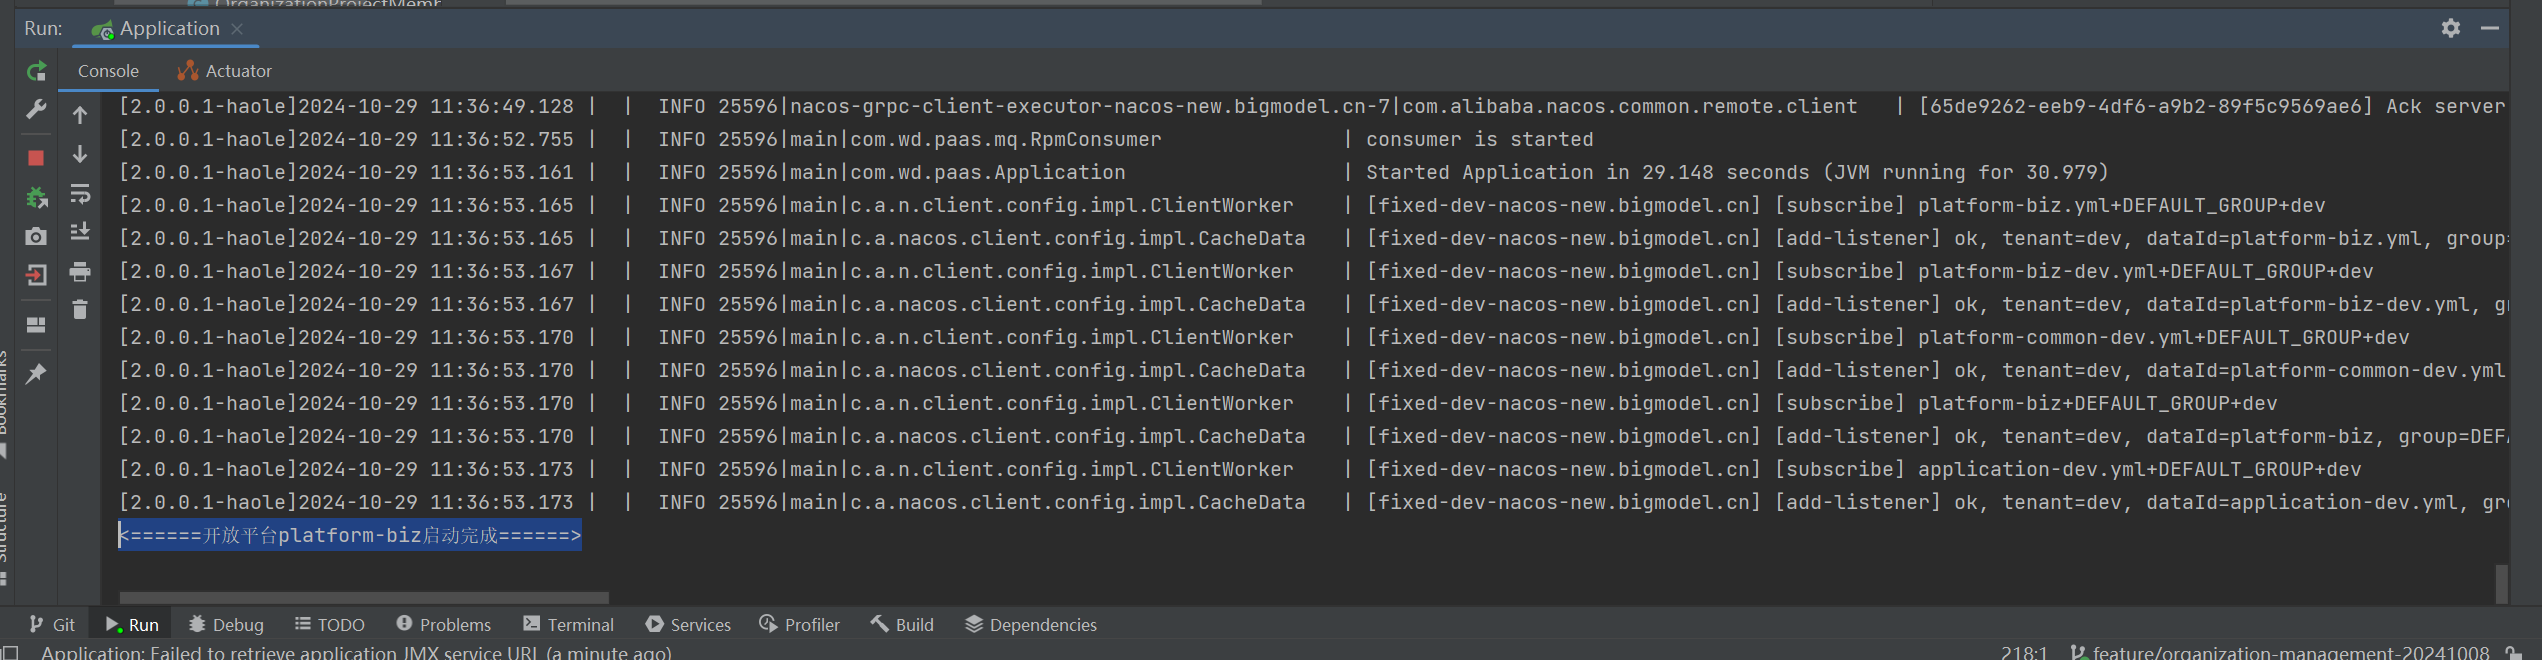 OrganizationProjectMemb
Run: Application
Console Actuator
[2.0.0.1-haole]2024-10-29 11:36:49.128 | | INFO 25596|nacos-grpc-client-executor-nacos-new.bigmodel.cn-7|com.alibaba.nacos.common.remote.client | [65de9262-eeb9-4df6-a9b2-89f5c9569ae6] Ack server
[2.0.0.1-haole]2024-10-29 11:36:52.755 | | INFO 25596|main|com.wd.paas.mq.RpmConsumer | consumer is started
[2.0.0.1-haole]2024-10-29 11:36:53.161 | | INFO 25596|main|com.wd.paas.Application | Started Application in 29.148 seconds (JVM running for 30.979)
[2.0.0.1-haole]2024-10-29 11:36:53.165 | | INFO 25596|main|c.a.n.client.config.impl.ClientWorker | [fixed-dev-nacos-new.bigmodel.cn] [subscribe] platform-biz.yml+DEFAULT_GROUP+dev
[2.0.0.1-haole]2024-10-29 11:36:53.165 | | INFO 25596|main|c.a.nacos.client.config.impl.CacheData | [fixed-dev-nacos-new.bigmodel.cn] [add-listener] ok, tenant=dev, dataId=platform-biz.yml, group=
[2.0.0.1-haole]2024-10-29 11:36:53.167 | | INFO 25596|main|c.a.n.client.config.impl.ClientWorker | [fixed-dev-nacos-new.bigmodel.cn] [subscribe] platform-biz-dev.yml+DEFAULT_GROUP+dev
[2.0.0.1-haole]2024-10-29 11:36:53.167 | | INFO 25596|main|c.a.nacos.client.config.impl.CacheData | [fixed-dev-nacos-new.bigmodel.cn] [add-listener] ok, tenant=dev, dataId=platform-biz-dev.yml, g
[2.0.0.1-haole]2024-10-29 11:36:53.170 | | INFO 25596|main|c.a.n.client.config.impl.ClientWorker | [fixed-dev-nacos-new.bigmodel.cn] [subscribe] platform-common-dev.yml+DEFAULT_GROUP+dev
[2.0.0.1-haole]2024-10-29 11:36:53.170 | | INFO 25596|main|c.a.nacos.client.config.impl.CacheData | [fixed-dev-nacos-new.bigmodel.cn] [add-listener] ok, tenant=dev, dataId=platform-common-dev.yml
[2.0.0.1-haole]2024-10-29 11:36:53.170 | | INFO 25596|main|c.a.n.client.config.impl.ClientWorker | [fixed-dev-nacos-new.bigmodel.cn] [subscribe] platform-biz+DEFAULT_GROUP+dev
[2.0.0.1-haole]2024-10-29 11:36:53.170 | | INFO 25596|main|c.a.nacos.client.config.impl.CacheData | [fixed-dev-nacos-new.bigmodel.cn] [add-listener] ok, tenant=dev, dataId=platform-biz, group=DEFA
[2.0.0.1-haole]2024-10-29 11:36:53.173 | | INFO 25596|main|c.a.n.client.config.impl.ClientWorker | [fixed-dev-nacos-new.bigmodel.cn] [subscribe] application-dev.yml+DEFAULT_GROUP+dev
[2.0.0.1-haole]2024-10-29 11:36:53.173 | | INFO 25596|main|c.a.nacos.client.config.impl.CacheData | [fixed-dev-nacos-new.bigmodel.cn] [add-listener] ok, tenant=dev, dataId=application-dev.yml, gr
<======开放平台platform-biz启动完成======>
Bookmarks
Structure
Git Run Debug TODO Problems Terminal Services Profiler Build Dependencies
Application: Failed to retrieve application JMX service URL (a minute ago) 218:1 feature/organization-management-20241008